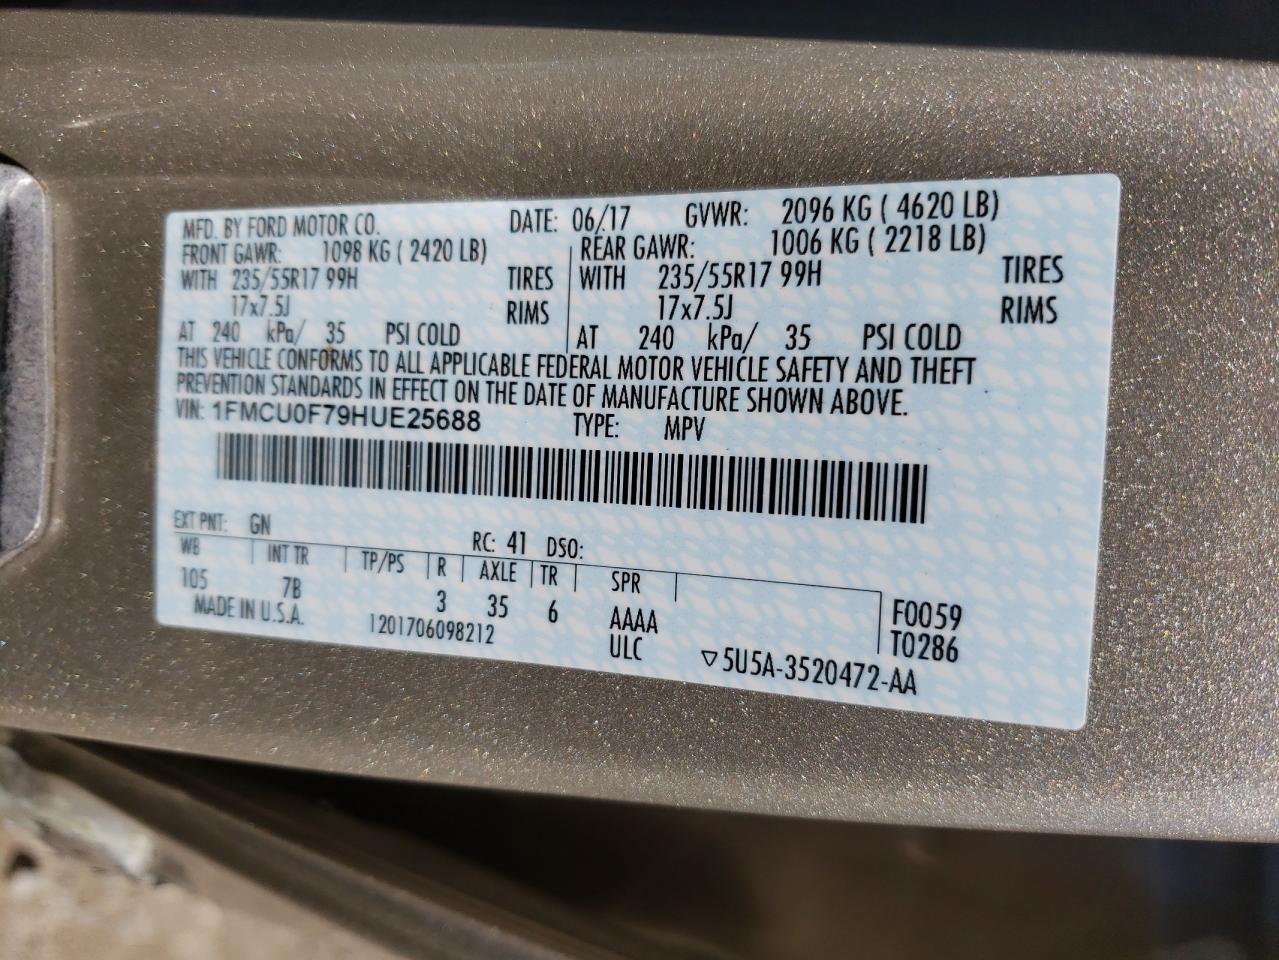 MFD. BY FORD MOTOR CO. DATE: 06/17 GVWR: 2096 KG ( 4620 LB)
FRONT GAWR: 1098 KG ( 2420 LB) REAR GAWR: 1006 KG ( 2218 LB)
WITH 235/55R17 99H TIRES WITH 235/55R17 99H TIRES
17x7.5J RIMS 17x7.5J RIMS
AT 240 kPa/ 35 PSI COLD AT 240 kPa/ 35 PSI COLD
THIS VEHICLE CONFORMS TO ALL APPLICABLE FEDERAL MOTOR VEHICLE SAFETY AND THEFT
PREVENTION STANDARDS IN EFFECT ON THE DATE OF MANUFACTURE SHOWN ABOVE.
VIN: 1FMCU0F79HUE25688 TYPE: MPV
EXT PNT: GN RC: 41 DSO:
WB INT TR TP/PS R AXLE TR SPR
105 7B 3 35 6 AAAA F0059
MADE IN U.S.A. 1201706098212 ULC T0286
▽5U5A-3520472-AA